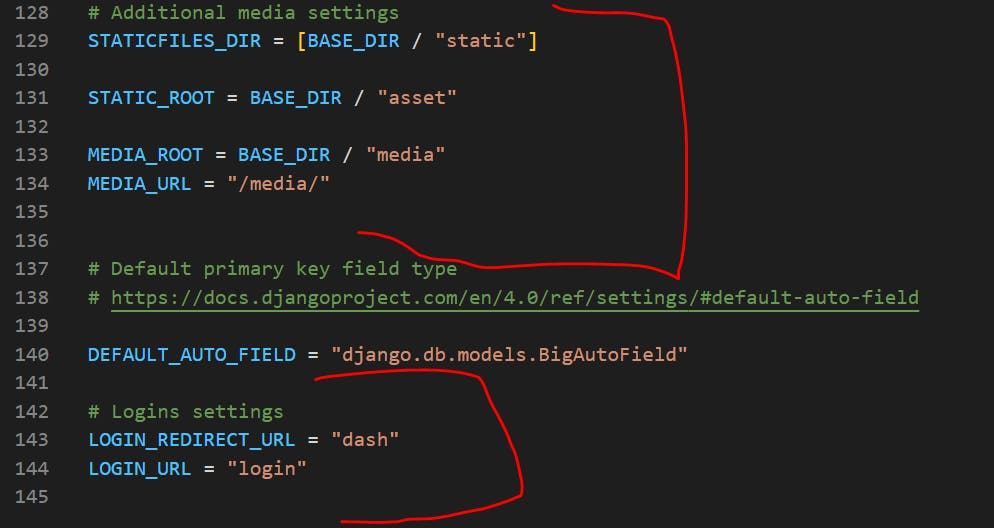 128 # Additional media settings
129 STATICFILES_DIR = [BASE_DIR / "static"]
130
131 STATIC_ROOT = BASE_DIR / "asset"
132
133 MEDIA_ROOT = BASE_DIR / "media"
134 MEDIA_URL = "/media/"
135
136
137 # Default primary key field type
138 # https://docs.djangoproject.com/en/4.0/ref/settings/#default-auto-field
139
140 DEFAULT_AUTO_FIELD = "django.db.models.BigAutoField"
141
142 # Logins settings
143 LOGIN_REDIRECT_URL = "dash"
144 LOGIN_URL = "login"
145